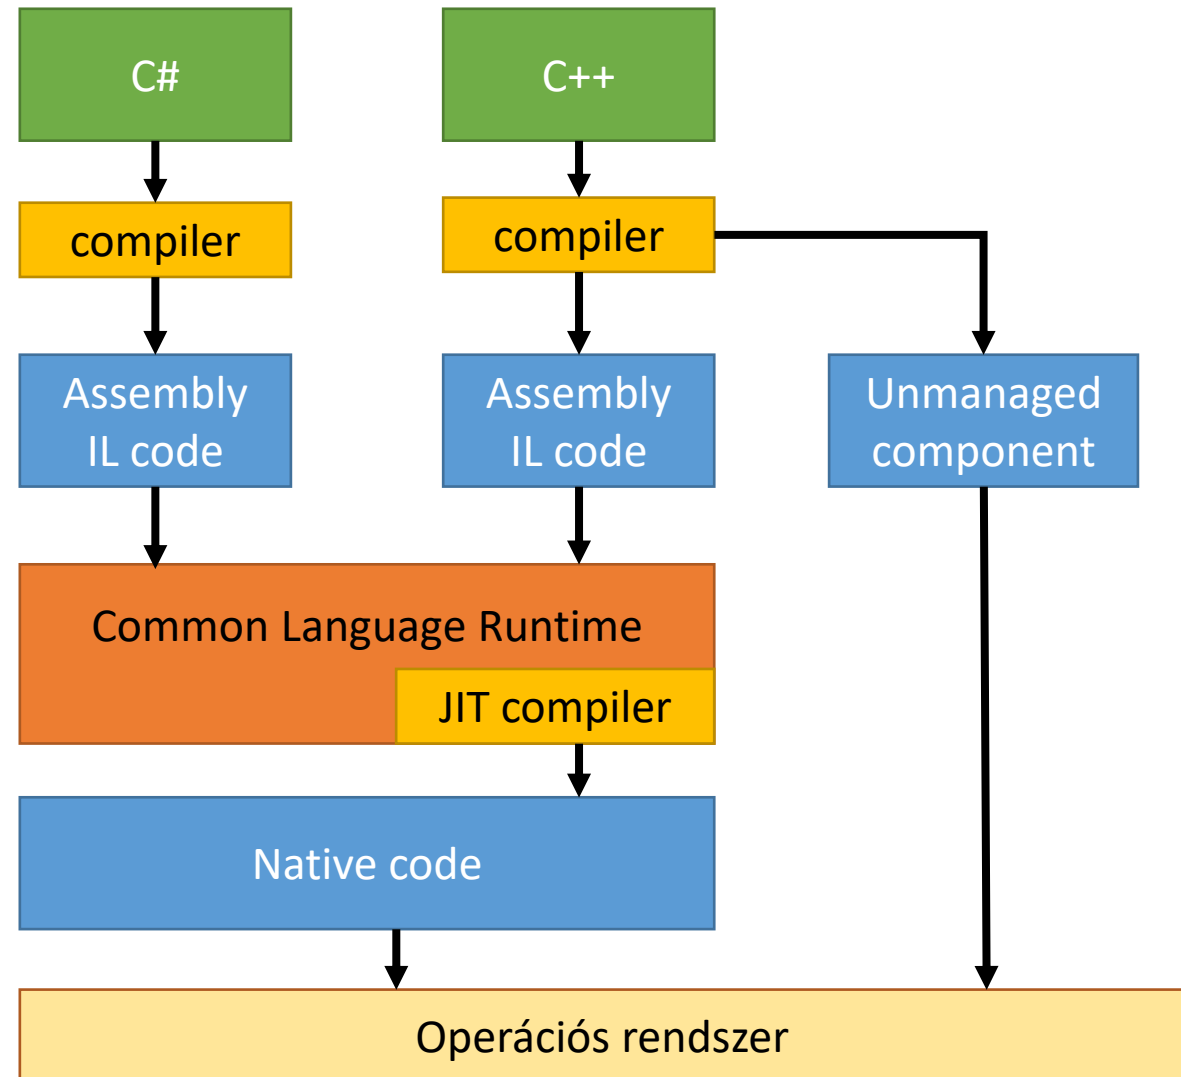 C#
C++
compiler
compiler
Assembly
IL code
Assembly
IL code
Unmanaged
component
Common Language Runtime
JIT compiler
Native code
Operációs rendszer